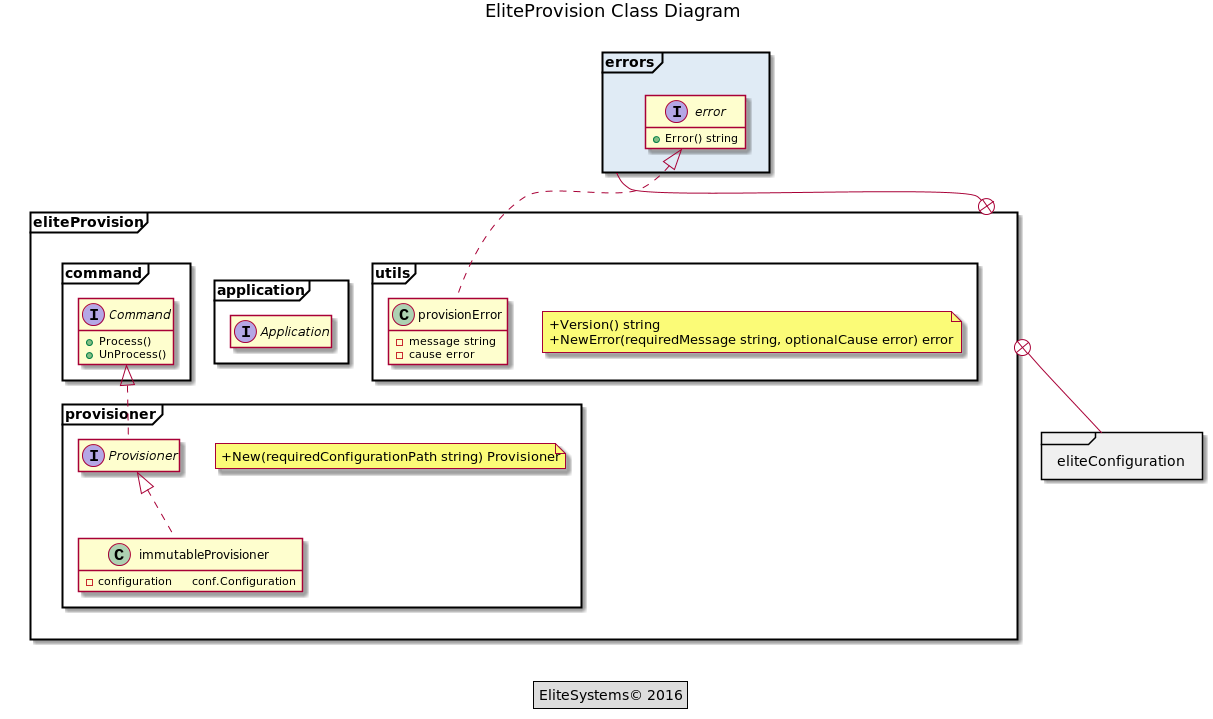 EliteProvision Class Diagram
errors
I error
Error() string
eliteProvision
command
I Command
Process()
UnProcess()
application
I Application
utils
C provisionError
message string
cause error
+Version() string
+NewError(requiredMessage string, optionalCause error) error
provisioner
I Provisioner
+New(requiredConfigurationPath string) Provisioner
C immutableProvisioner
configuration conf.Configuration
eliteConfiguration
EliteSystems© 2016